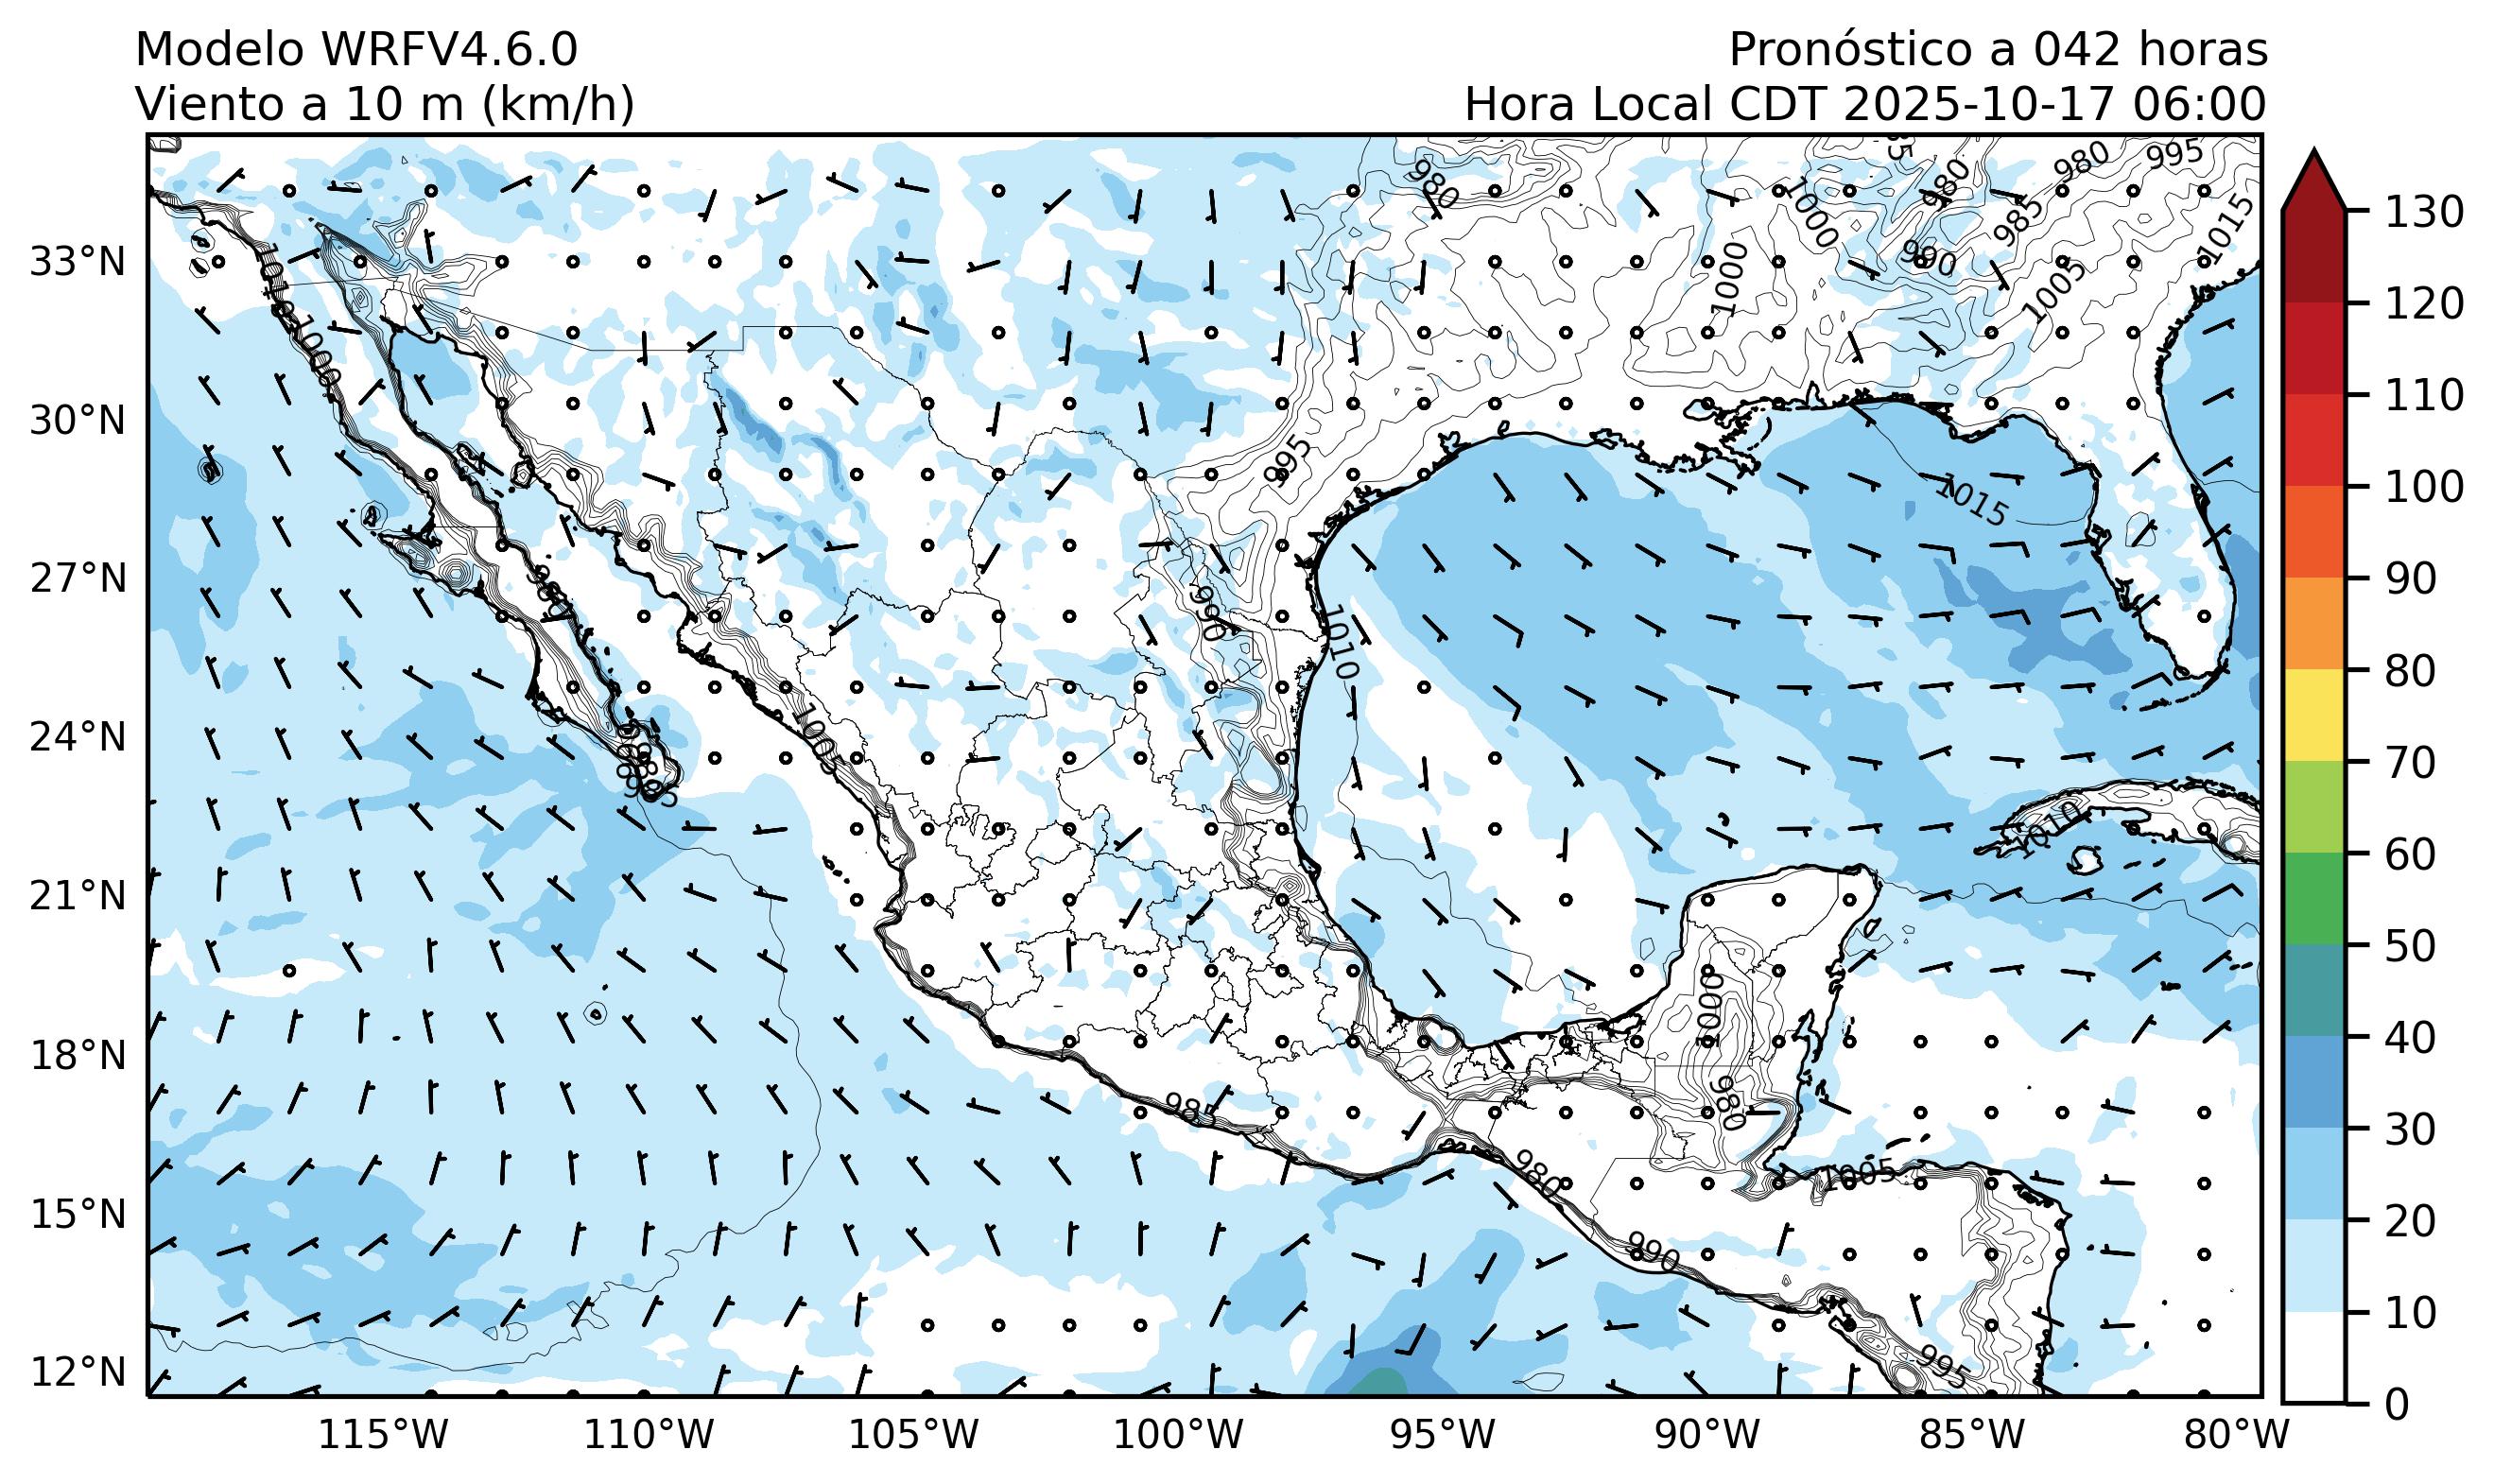 Modelo WRFV4.6.0
Viento a 10 m (km/h)
Pronóstico a 042 horas
Hora Local CDT 2025-10-17 06:00
980
980
980
995
985
1000
1015
990
1000
1005
1000
995
1015
990
1010
1005
985
1010
1000
980
980
1005
990
995
33°N
30°N
27°N
24°N
21°N
18°N
15°N
12°N
115°W
110°W
105°W
100°W
95°W
90°W
85°W
80°W
130
120
110
100
90
80
70
60
50
40
30
20
10
0